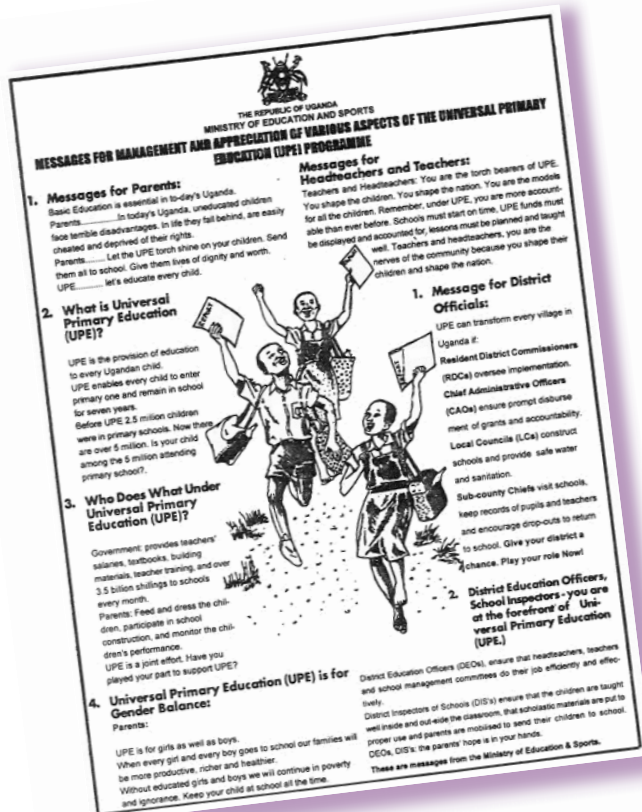 THE REPUBLIC OF UGANDA
MINISTRY OF EDUCATION AND SPORTS
MESSAGES FOR MANAGEMENT AND APPRECIATION OF VARIOUS ASPECTS OF THE UNIVERSAL PRIMARY
EDUCATION (UPE) PROGRAMME
1. Messages for Parents:
Basic Education is essential in to-day's Uganda.
Parents................In today's Uganda, uneducated children
face terrible disadvantages. In life they fall behind, are easily
cheated and deprived of their rights.
Parents......... Let the UPE torch shine on your children. Send
them all to school. Give them lives of dignity and worth.
UPE............ let's educate every child.
2. What is Universal
Primary Education
(UPE)?
UPE is the provision of education
to every Ugandan child.
UPE enables every child to enter
primary one and remain in school
for seven years.
Before UPE 2.5 million children
were in primary schools. Now there
are over 5 million. Is your child
among the 5 million attending
primary school?.
3. Who Does What Under
Universal Primary
Education (UPE)?
Government: provides teachers'
salaries, textbooks, building
materials, teacher training, and over
3.5 billion shillings to schools
every month.
Parents: Feed and dress the chil-
dren, participate in school
construction, and monitor the chil-
dren's performance.
UPE is a joint effort. Have you
played your part to support UPE?
4. Universal Primary Education (UPE) is for
Gender Balance:
Parents:
UPE is for girls as well as boys.
When every girl and every boy goes to school our families will
be more productive, richer and healthier.
Without educated girls and boys we will continue in poverty
and ignorance. Keep your child at school all the time.
Messages for
Headteachers and Teachers:
Teachers and Headteachers: You are the torch bearers of UPE.
You shape the children. You shape the nation. You are the models
for all the children. Remember, under UPE, you are more account-
able than ever before. Schools must start on time, UPE funds must
be displayed and accounted for, lessons must be planned and taught
well. Teachers and headteachers, you are the
nerves of the community because you shape their
children and shape the nation.
REPORT
1. Message for District
Officials:
UPE can transform every village in
Uganda if:
Resident District Commissioners
(RDCs) oversee implementation.
Chief Administrative Officers
(CAOs) ensure prompt disburse
ment of grants and accountability.
Local Councils (LCs) construct
schools and provide safe water
and sanitation.
Sub-county Chiefs visit schools,
keep records of pupils and teachers
and encourage drop-outs to return
to school. Give your district a
chance. Play your role Now!
2. District Education Officers,
School Inspectors - you are
at the forefront of Uni-
versal Primary Education
(UPE.)
District Education Officers (DEOs), ensure that headteachers, teachers
and school management committees do their job efficiently and effec-
tively.
District Inspectors of Schools (DIS's) ensure that the children are taught
well inside and out-side the classroom, that scholastic materials are put to
proper use and parents are mobilised to send their children to school.
DEOs, DIS's: the parents' hope is in your hands.
These are messages from the Ministry of Education & Sports.